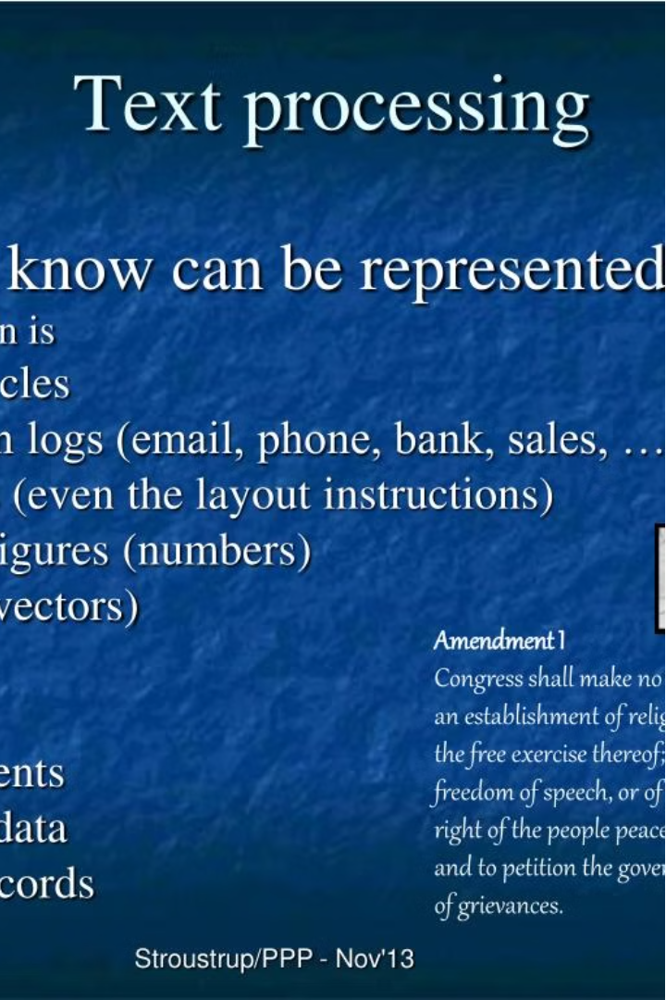 Text processing
know can be represented
n is
cles
n logs (email, phone, bank, sales, …
(even the layout instructions)
igures (numbers)
vectors)
Amendment I
Congress shall make no
an establishment of relig
the free exercise thereof;
freedom of speech, or of
right of the people peace
and to petition the gover
of grievances.
ents
data
cords
Stroustrup/PPP - Nov'13